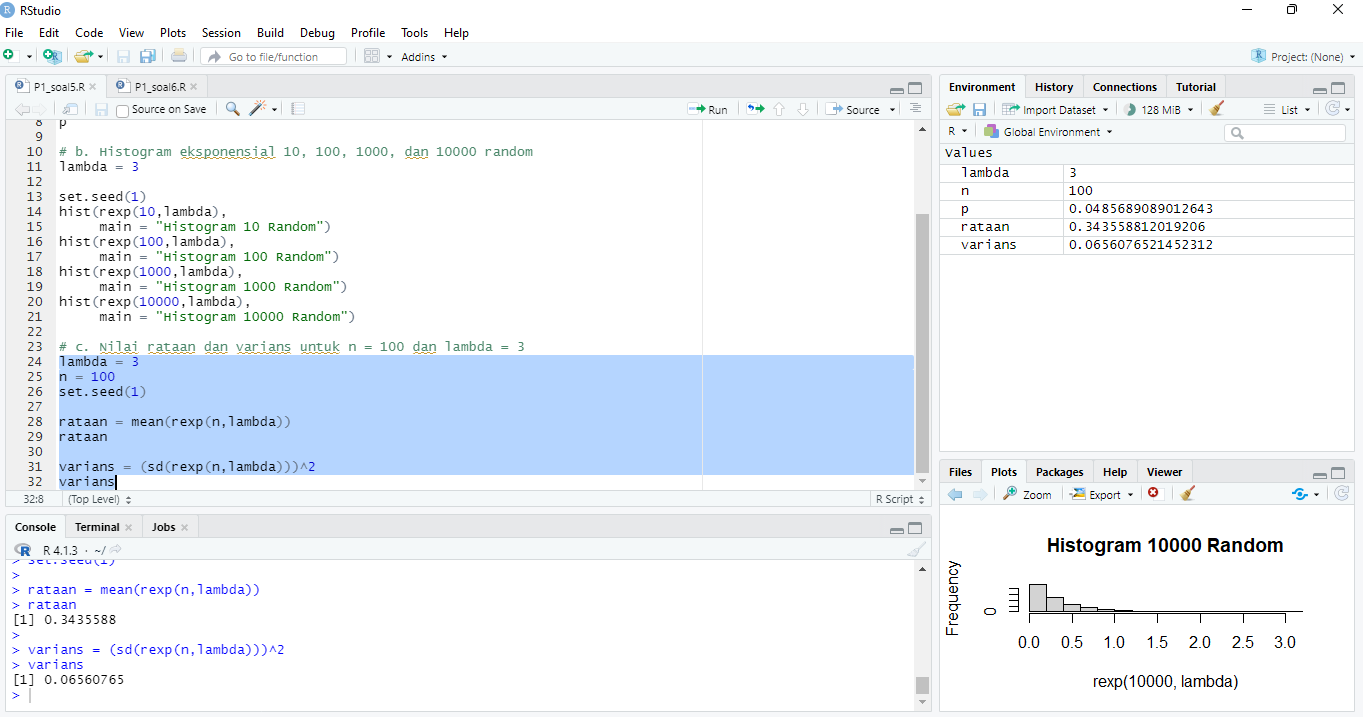 RStudio
File Edit Code View Plots Session Build Debug Profile Tools Help
Go to file/function Addins Project: (None)
P1_soal5.R P1_soal6.R
Source on Save Run Source
8 p
9
10 # b. Histogram eksponensial 10, 100, 1000, dan 10000 random
11 lambda = 3
12
13 set.seed(1)
14 hist(rexp(10,lambda),
15 main = "Histogram 10 Random")
16 hist(rexp(100,lambda),
17 main = "Histogram 100 Random")
18 hist(rexp(1000,lambda),
19 main = "Histogram 1000 Random")
20 hist(rexp(10000,lambda),
21 main = "Histogram 10000 Random")
22
23 # c. Nilai rataan dan varians untuk n = 100 dan lambda = 3
24 lambda = 3
25 n = 100
26 set.seed(1)
27
28 rataan = mean(rexp(n,lambda))
29 rataan
30
31 varians = (sd(rexp(n,lambda)))^2
32 varians
32:8 (Top Level) R Script
Console Terminal Jobs
R 4.1.3 · ~/
> set.seed(1)
>
> rataan = mean(rexp(n,lambda))
> rataan
[1] 0.3435588
>
> varians = (sd(rexp(n,lambda)))^2
> varians
[1] 0.06560765
>
Environment History Connections Tutorial
Import Dataset 128 MiB List
R Global Environment
Values
lambda 3
n 100
p 0.0485689089012643
rataan 0.343558812019206
varians 0.0656076521452312
Files Plots Packages Help Viewer
Zoom Export
Histogram 10000 Random
Frequency
0
0.0 0.5 1.0 1.5 2.0 2.5 3.0
rexp(10000, lambda)